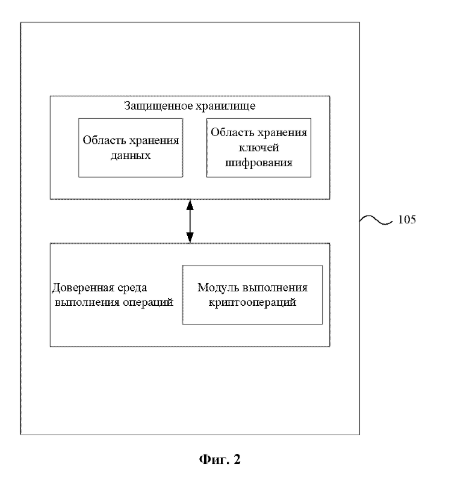 Защищенное хранилище
Область хранения
данных
Область хранения
ключей
шифрования
105
Доверенная среда
выполнения операций
Модуль выполнения
криптоопераций
Фиг. 2